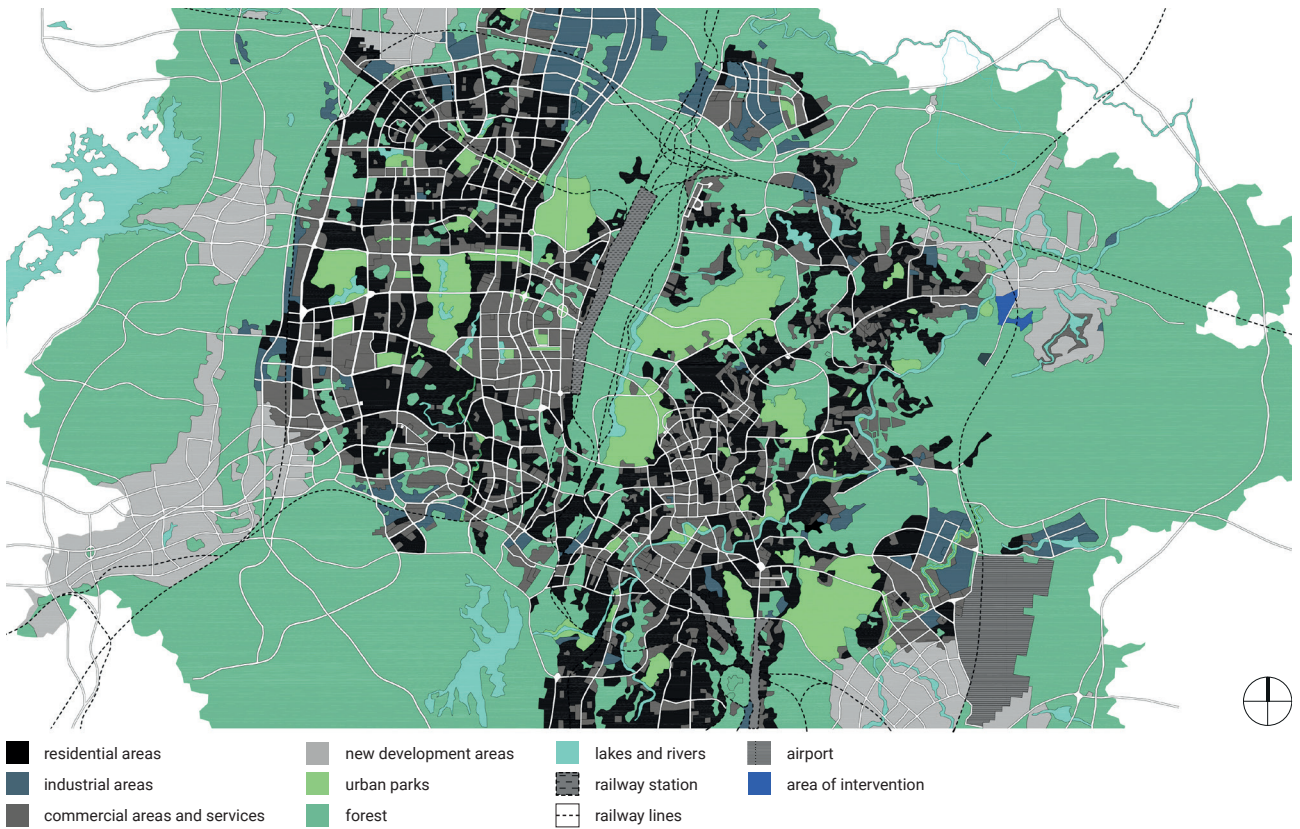 residential areas
industrial areas
commercial areas and services
new development areas
urban parks
forest
lakes and rivers
railway station
railway lines
airport
area of intervention